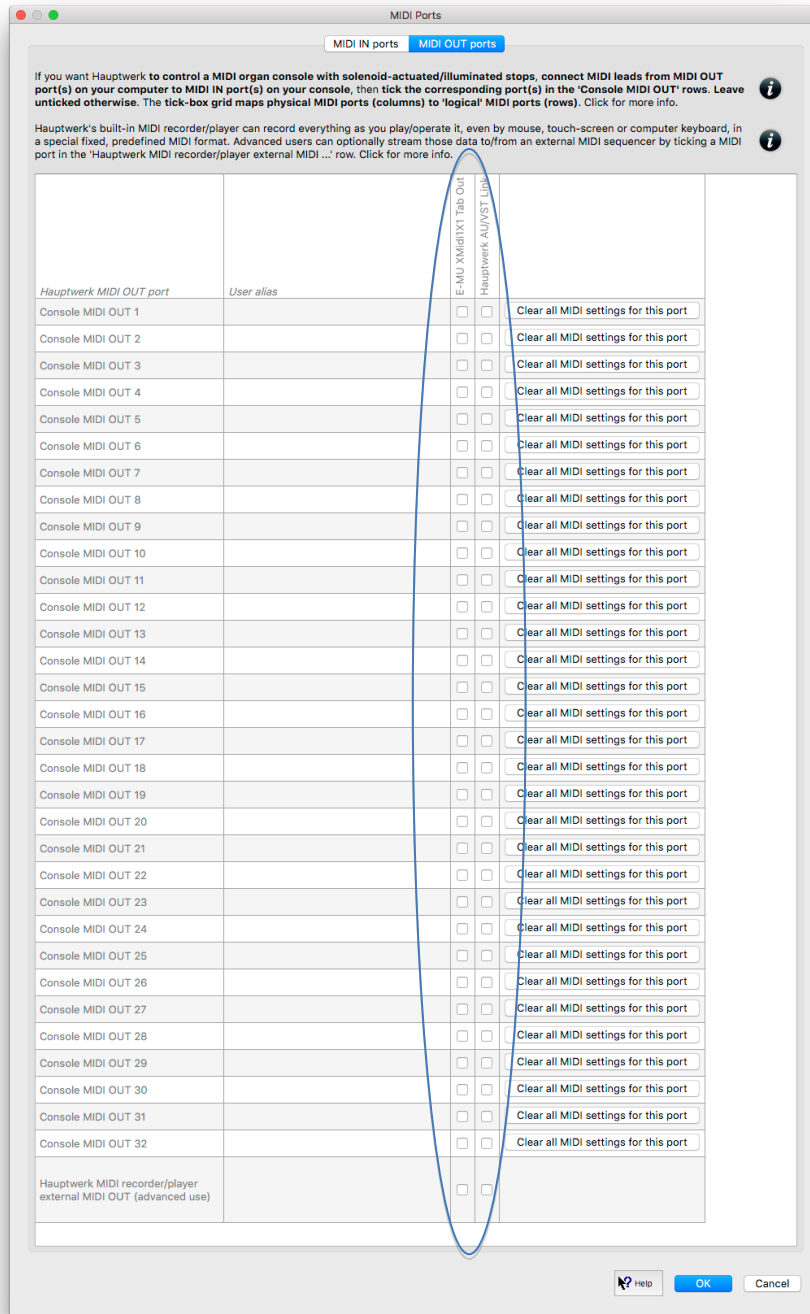 MIDI Ports
MIDI IN ports MIDI OUT ports
If you want Hauptwerk to control a MIDI organ console with solenoid-actuated/illuminated stops, connect MIDI leads from MIDI OUT
port(s) on your computer to MIDI IN port(s) on your console, then tick the corresponding port(s) in the 'Console MIDI OUT' rows. Leave
unticked otherwise. The tick-box grid maps physical MIDI ports (columns) to 'logical' MIDI ports (rows). Click for more info.
Hauptwerk's built-in MIDI recorder/player can record everything as you play/operate it, even by mouse, touch-screen or computer keyboard, in
a special fixed, predefined MIDI format. Advanced users can optionally stream those data to/from an external MIDI sequencer by ticking a MIDI
port in the 'Hauptwerk MIDI recorder/player external MIDI ...' row. Click for more info.
Hauptwerk MIDI OUT port User alias
E-MU XMidi1X1 Tab Out
Hauptwerk AU/VST Link
Console MIDI OUT 1 Clear all MIDI settings for this port
Console MIDI OUT 2 Clear all MIDI settings for this port
Console MIDI OUT 3 Clear all MIDI settings for this port
Console MIDI OUT 4 Clear all MIDI settings for this port
Console MIDI OUT 5 Clear all MIDI settings for this port
Console MIDI OUT 6 Clear all MIDI settings for this port
Console MIDI OUT 7 Clear all MIDI settings for this port
Console MIDI OUT 8 Clear all MIDI settings for this port
Console MIDI OUT 9 Clear all MIDI settings for this port
Console MIDI OUT 10 Clear all MIDI settings for this port
Console MIDI OUT 11 Clear all MIDI settings for this port
Console MIDI OUT 12 Clear all MIDI settings for this port
Console MIDI OUT 13 Clear all MIDI settings for this port
Console MIDI OUT 14 Clear all MIDI settings for this port
Console MIDI OUT 15 Clear all MIDI settings for this port
Console MIDI OUT 16 Clear all MIDI settings for this port
Console MIDI OUT 17 Clear all MIDI settings for this port
Console MIDI OUT 18 Clear all MIDI settings for this port
Console MIDI OUT 19 Clear all MIDI settings for this port
Console MIDI OUT 20 Clear all MIDI settings for this port
Console MIDI OUT 21 Clear all MIDI settings for this port
Console MIDI OUT 22 Clear all MIDI settings for this port
Console MIDI OUT 23 Clear all MIDI settings for this port
Console MIDI OUT 24 Clear all MIDI settings for this port
Console MIDI OUT 25 Clear all MIDI settings for this port
Console MIDI OUT 26 Clear all MIDI settings for this port
Console MIDI OUT 27 Clear all MIDI settings for this port
Console MIDI OUT 28 Clear all MIDI settings for this port
Console MIDI OUT 29 Clear all MIDI settings for this port
Console MIDI OUT 30 Clear all MIDI settings for this port
Console MIDI OUT 31 Clear all MIDI settings for this port
Console MIDI OUT 32 Clear all MIDI settings for this port
Hauptwerk MIDI recorder/player
external MIDI OUT (advanced use)
Help OK Cancel